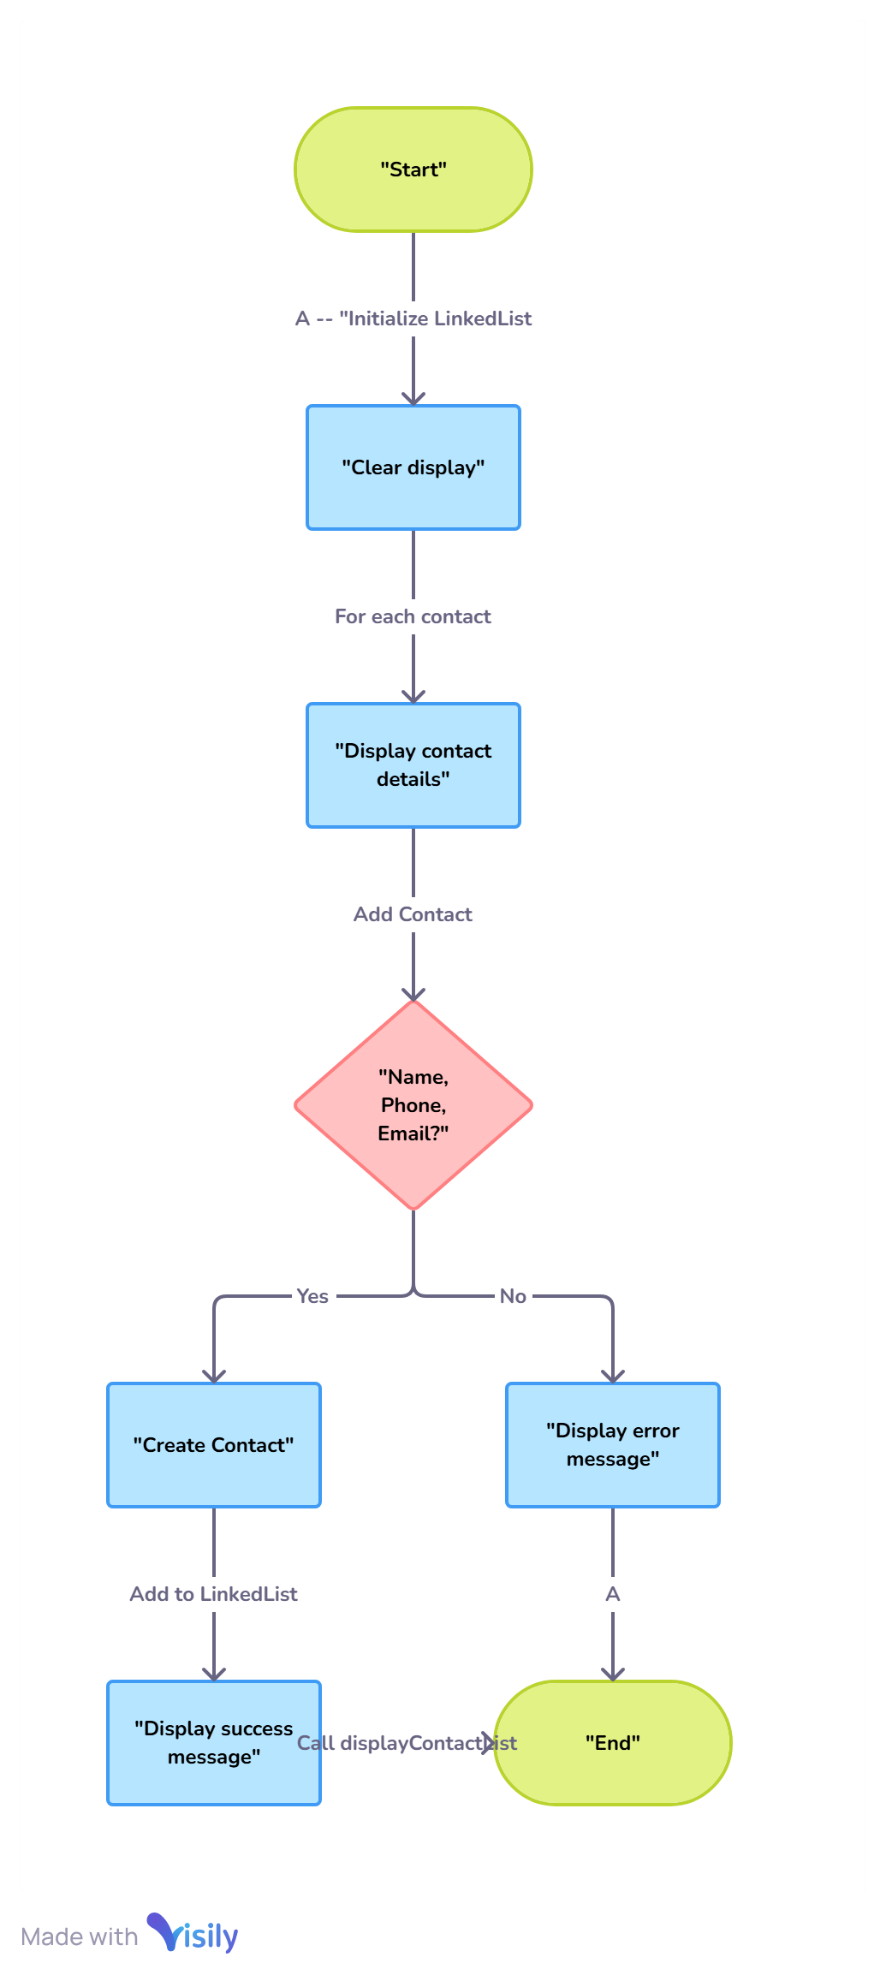 "Start"
A -- "Initialize LinkedList
"Clear display"
For each contact
"Display contact
details"
Add Contact
"Name,
Phone,
Email?"
Yes
No
"Create Contact"
"Display error
message"
Add to LinkedList
A
"Display success
message"
Call displayContactList
"End"
Made with Visily